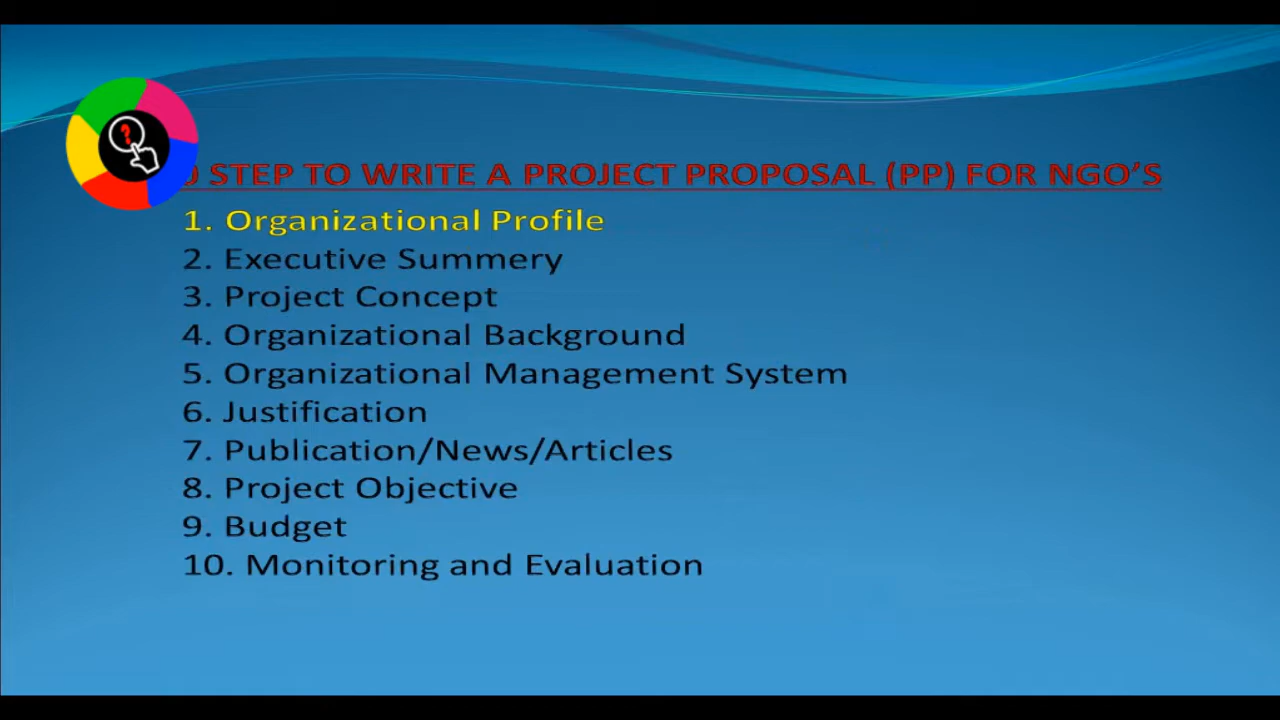 STEP TO WRITE A PROJECT PROPOSAL (PP) FOR NGO'S
1. Organizational Profile
2. Executive Summery
3. Project Concept
4. Organizational Background
5. Organizational Management System
6. Justification
7. Publication/News/Articles
8. Project Objective
9. Budget
10. Monitoring and Evaluation